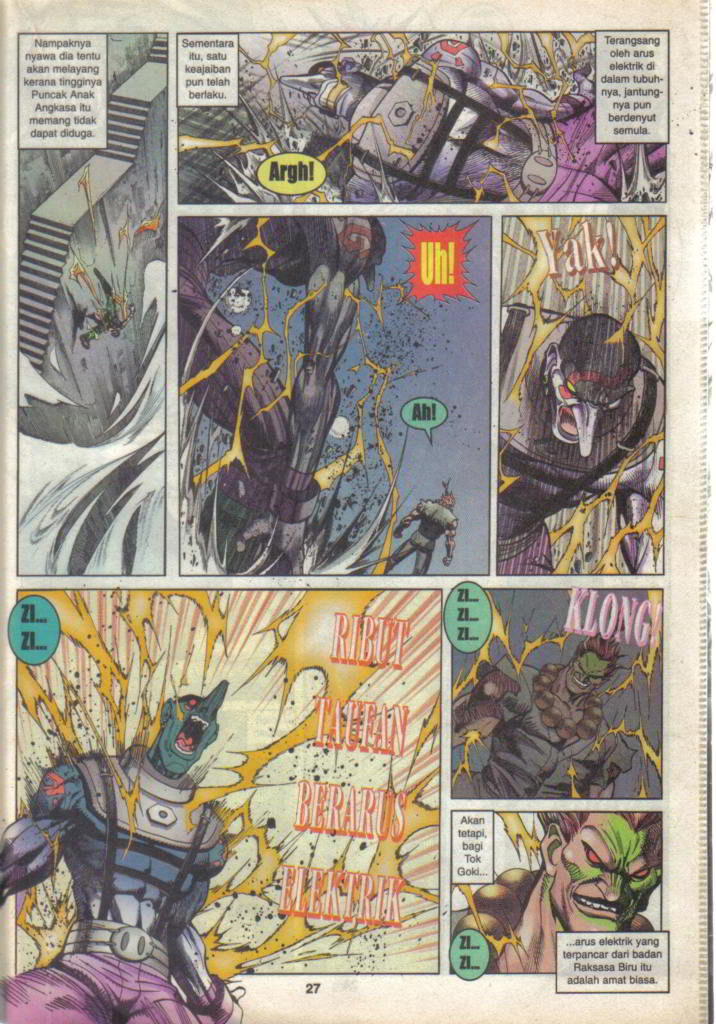 Nampaknya
nyawa dia tentu
akan melayang
kerana tingginya
Puncak Anak
Angkasa itu
memang tidak
dapat diduga.
Sementara
itu, satu
keajaiban
pun telah
berlaku.
Terangsang
oleh arus
elektrik di
dalam tubuh-
nya, jantung-
nya pun
berdenyut
semula.
Argh!
Uh!
Ah!
Yak!
ZI...
ZI...
RIBUT
TAUFAN
BERARUS
ELEKTRIK
ZI...
ZI...
ZI...
KLONG!
Akan
tetapi,
bagi
Tok
Goki...
ZI...
ZI...
...arus elektrik yang
terpancar dari badan
Raksasa Biru itu
adalah amat biasa.
27